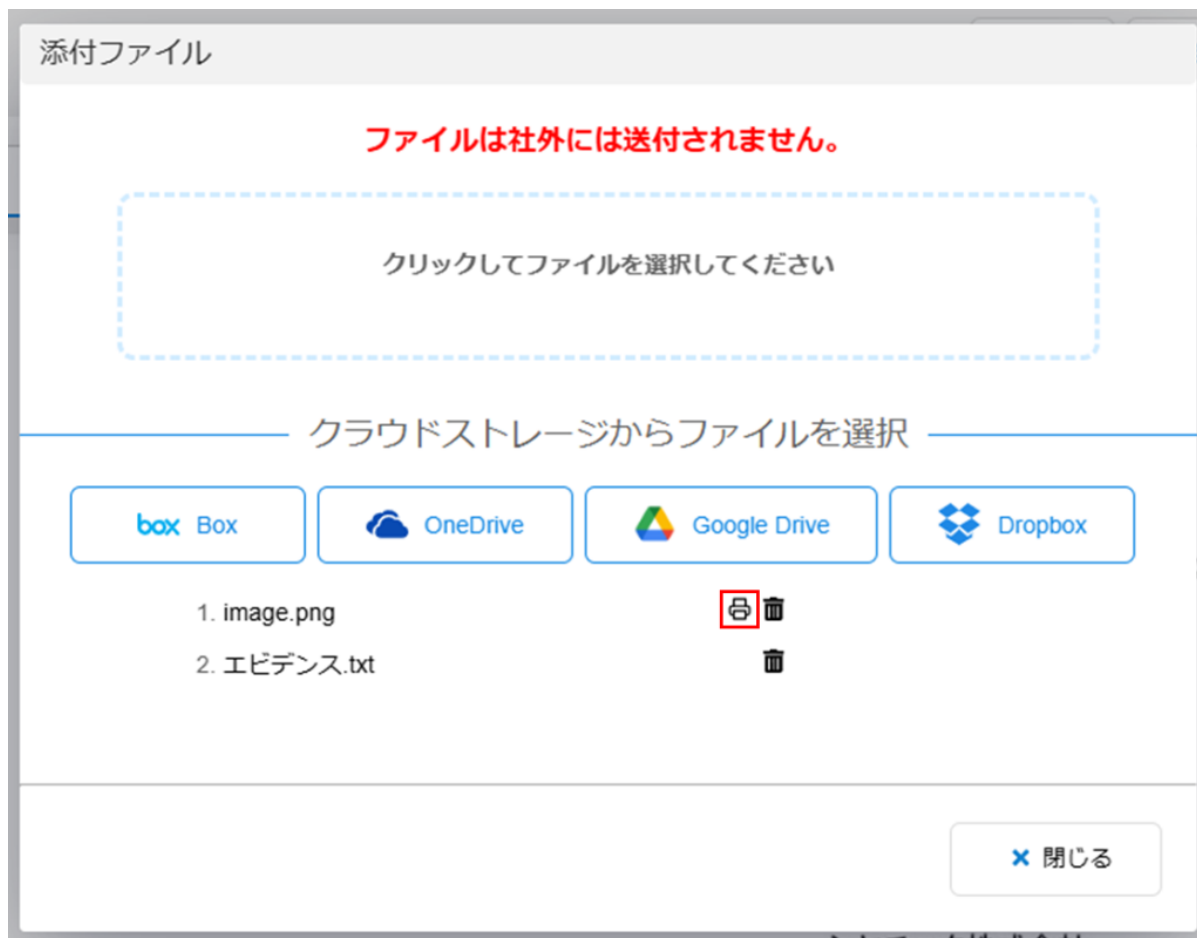 添付ファイル
ファイルは社外には送付されません。
クリックしてファイルを選択してください
クラウドストレージからファイルを選択
box Box
OneDrive
Google Drive
Dropbox
1. image.png
2. エビデンス.txt
閉じる